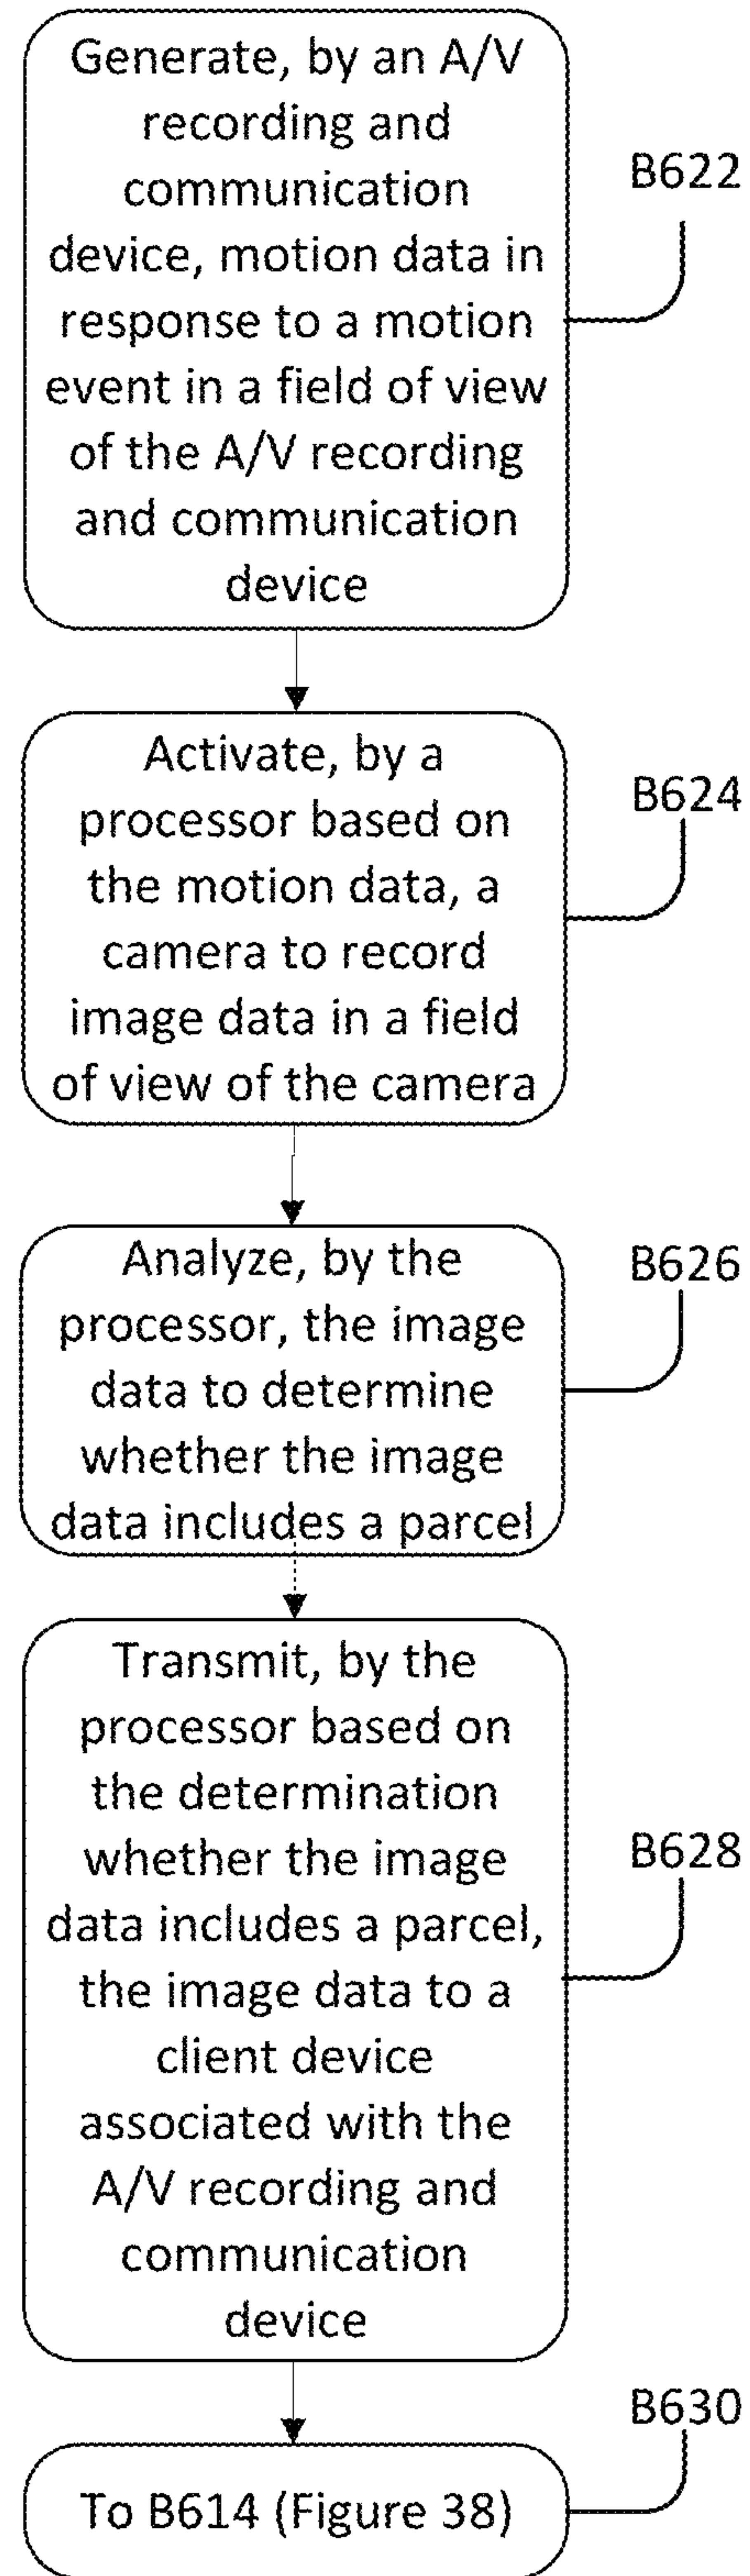 Generate, by an A/V
recording and
communication
device, motion data in
response to a motion
event in a field of view
of the A/V recording
and communication
device
B622
Activate, by a
processor based on
the motion data, a
camera to record
image data in a field
of view of the camera
B624
Analyze, by the
processor, the image
data to determine
whether the image
data includes a parcel
B626
Transmit, by the
processor based on
the determination
whether the image
data includes a parcel,
the image data to a
client device
associated with the
A/V recording and
communication
device
B628
To B614 (Figure 38)
B630